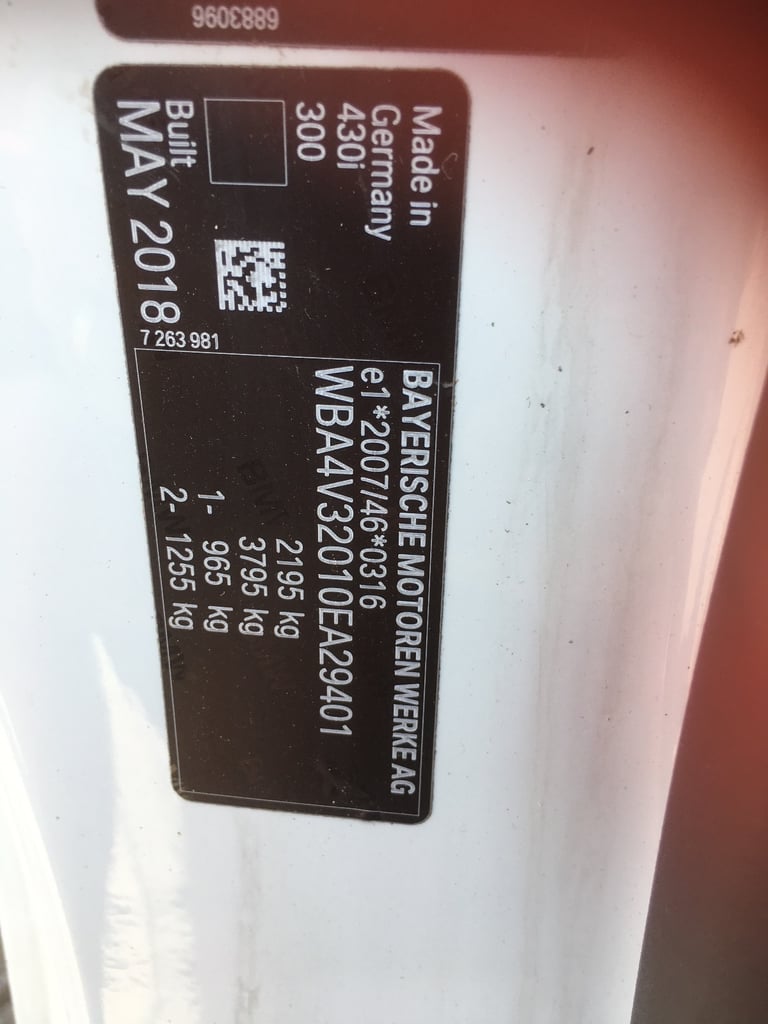 6883096
Made in
Germany
430i
300
Built
MAY 2018
7 263 981
BAYERISCHE MOTOREN WERKE AG
e1*2007/46*0316
WBA4V32010EA29401
2195 kg
3795 kg
1- 965 kg
2- 1255 kg